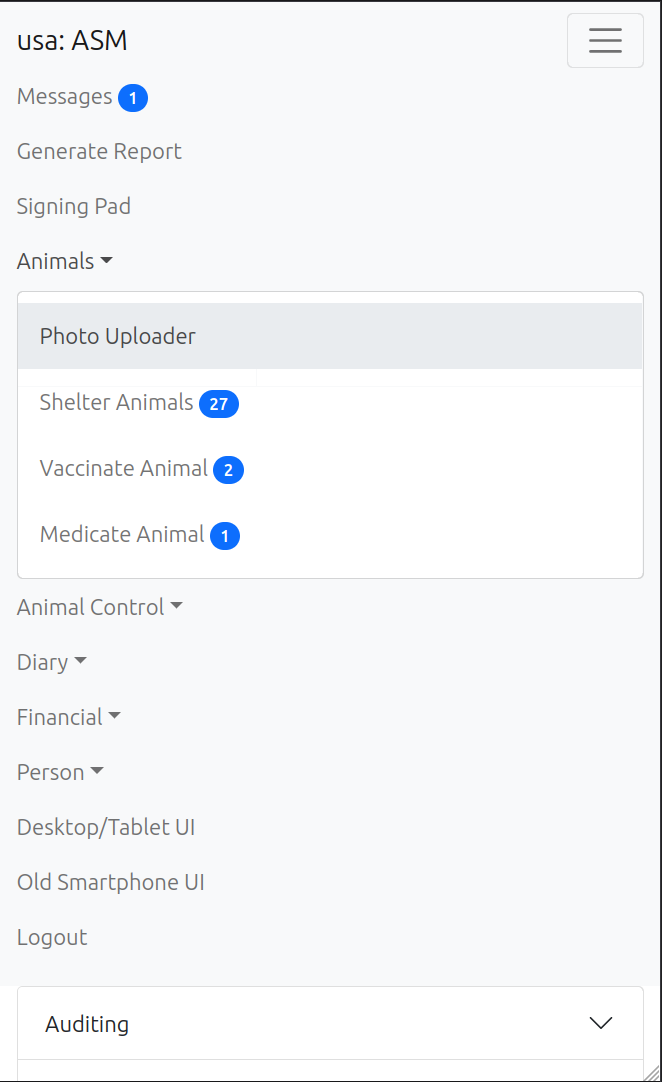 usa: ASM
Messages 1
Generate Report
Signing Pad
Animals
Photo Uploader
Shelter Animals 27
Vaccinate Animal 2
Medicate Animal 1
Animal Control
Diary
Financial
Person
Desktop/Tablet UI
Old Smartphone UI
Logout
Auditing